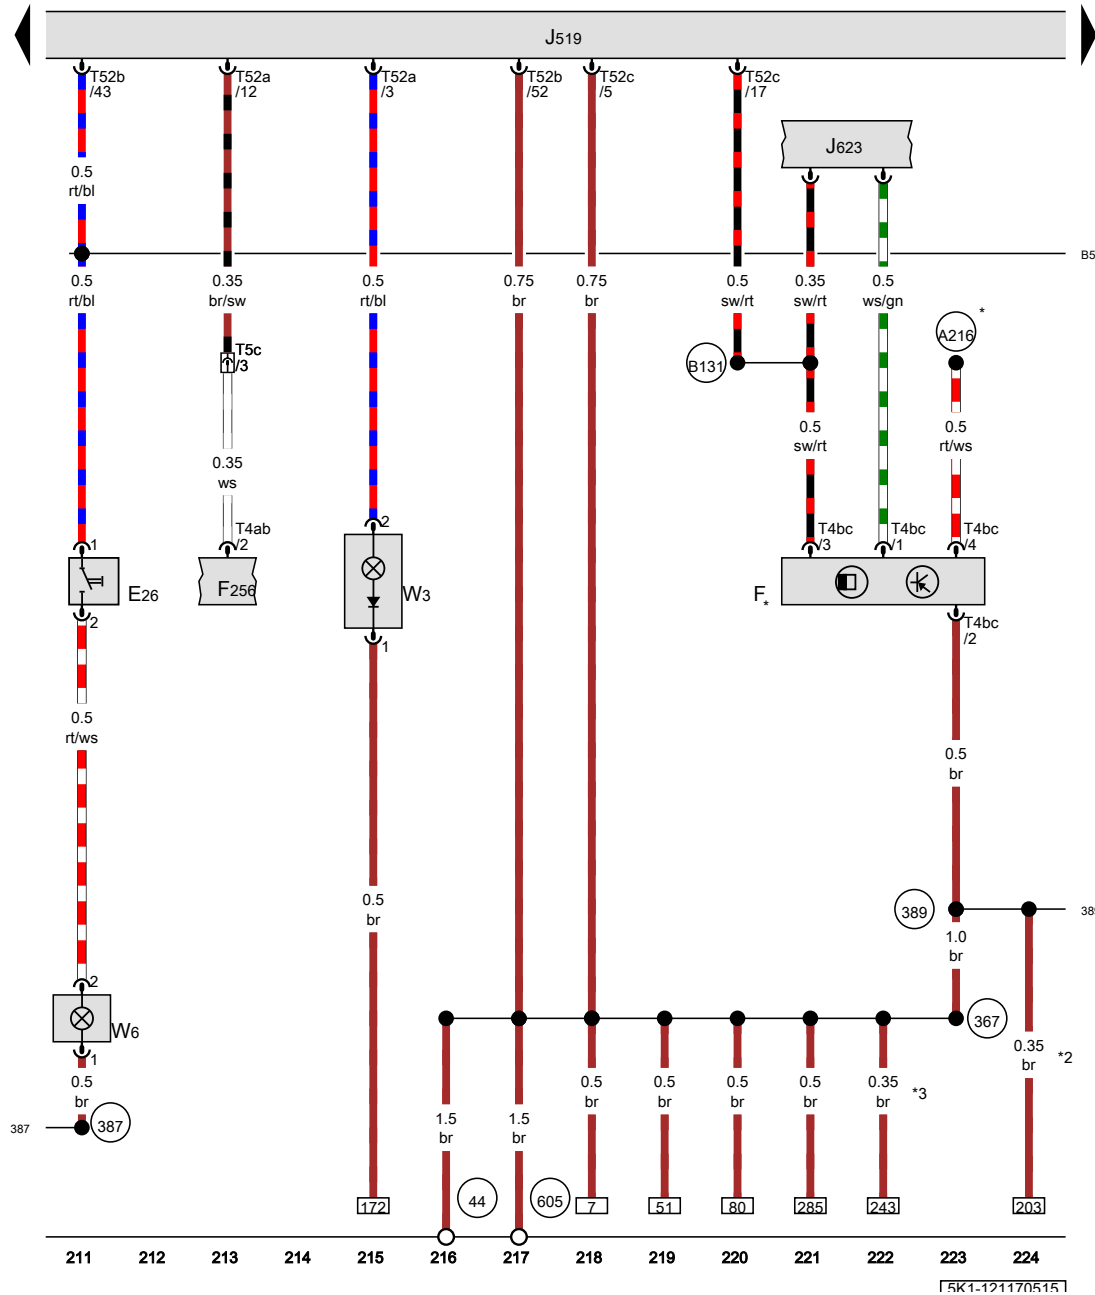 J519
T52b
/43
T52a
/12
T52a
/3
T52b
/52
T52c
/5
T52c
/17
J623
0.5
rt/bl
B5
0.5
rt/bl
0.35
br/sw
0.5
rt/bl
0.75
br
0.75
br
0.5
sw/rt
0.35
sw/rt
0.5
ws/gn
*
A216
T5c
/3
B131
0.5
sw/rt
0.5
rt/ws
0.35
ws
2
T4ab
/2
T4bc
/3
T4bc
/1
T4bc
/4
1
E26
F256
W3
F*
2
1
T4bc
/2
0.5
rt/ws
0.5
br
0.5
br
389
389
1.0
br
2
W6
367
1
0.35
br
*2
0.5
br
0.5
br
0.5
br
0.5
br
0.5
br
0.35
br
*3
387
387
1.5
br
1.5
br
172
44
605
7
51
80
285
243
203
211 212 213 214 215 216 217 218 219 220 221 222 223 224
5K1-121170515